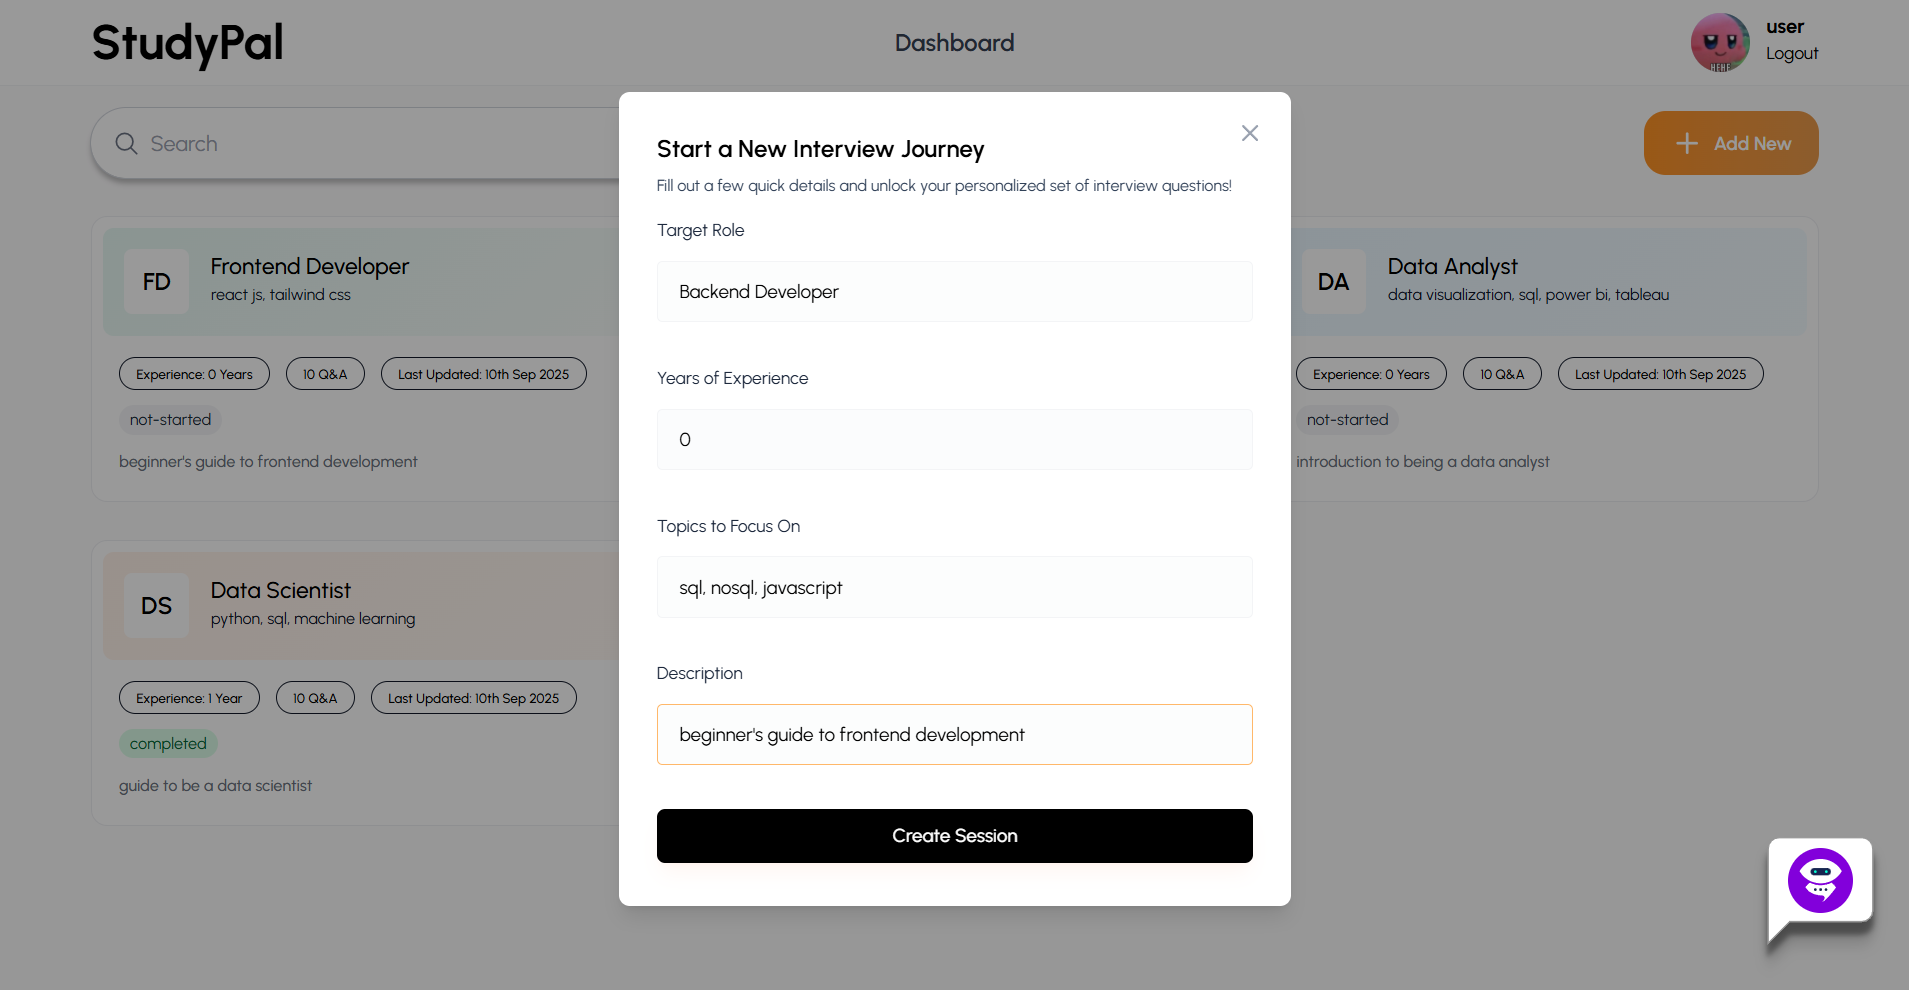 StudyPal
Dashboard
user
Logout
Search
Add New
Start a New Interview Journey
Fill out a few quick details and unlock your personalized set of interview questions!
Target Role
Backend Developer
Years of Experience
0
Topics to Focus On
sql, nosql, javascript
Description
beginner's guide to frontend development
Create Session
FD
Frontend Developer
react js, tailwind css
Experience: 0 Years
10 Q&A
Last Updated: 10th Sep 2025
not-started
beginner's guide to frontend development
DA
Data Analyst
data visualization, sql, power bi, tableau
Experience: 0 Years
10 Q&A
Last Updated: 10th Sep 2025
not-started
introduction to being a data analyst
DS
Data Scientist
python, sql, machine learning
Experience: 1 Year
10 Q&A
Last Updated: 10th Sep 2025
completed
guide to be a data scientist
HEHE